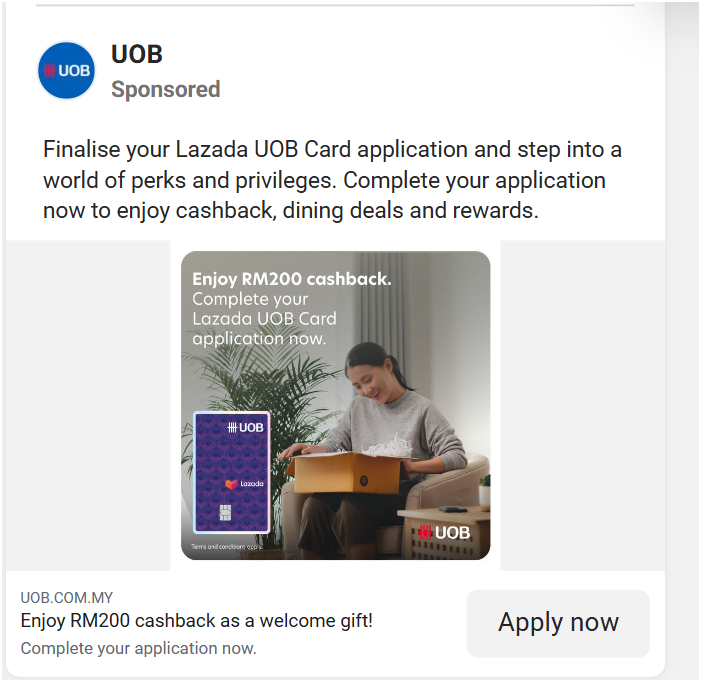 UOB
UOB
Sponsored
Finalise your Lazada UOB Card application and step into a
world of perks and privileges. Complete your application
now to enjoy cashback, dining deals and rewards.
Enjoy RM200 cashback.
Complete your
Lazada UOB Card
application now.
UOB
Lazada
UOB
Terms and conditions apply.
UOB.COM.MY
Enjoy RM200 cashback as a welcome gift!
Complete your application now.
Apply now